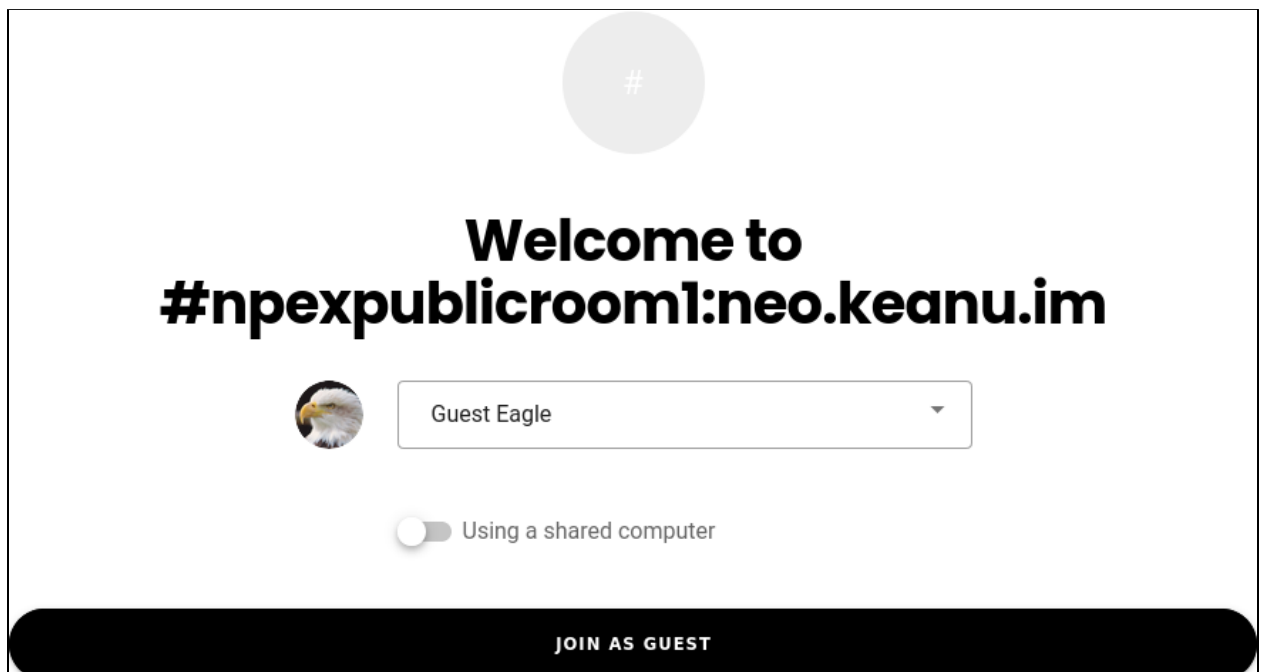 #
Welcome to
#npexpublicroom1:neo.keanu.im
Guest Eagle
Using a shared computer
JOIN AS GUEST